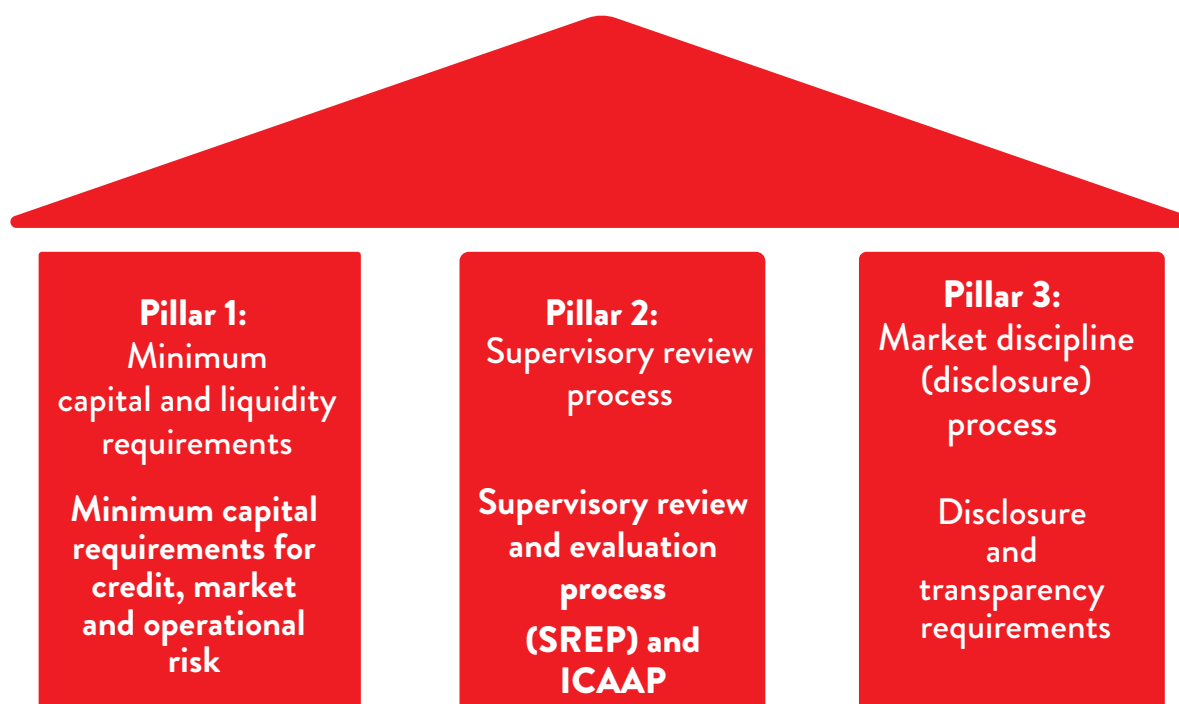 Pillar 1:
Minimum
capital and liquidity
requirements
Minimum capital
requirements for
credit, market
and operational
risk
Pillar 2:
Supervisory review
process
Supervisory review
and evaluation
process
(SREP) and
ICAAP
Pillar 3:
Market discipline
(disclosure)
process
Disclosure
and
transparency
requirements